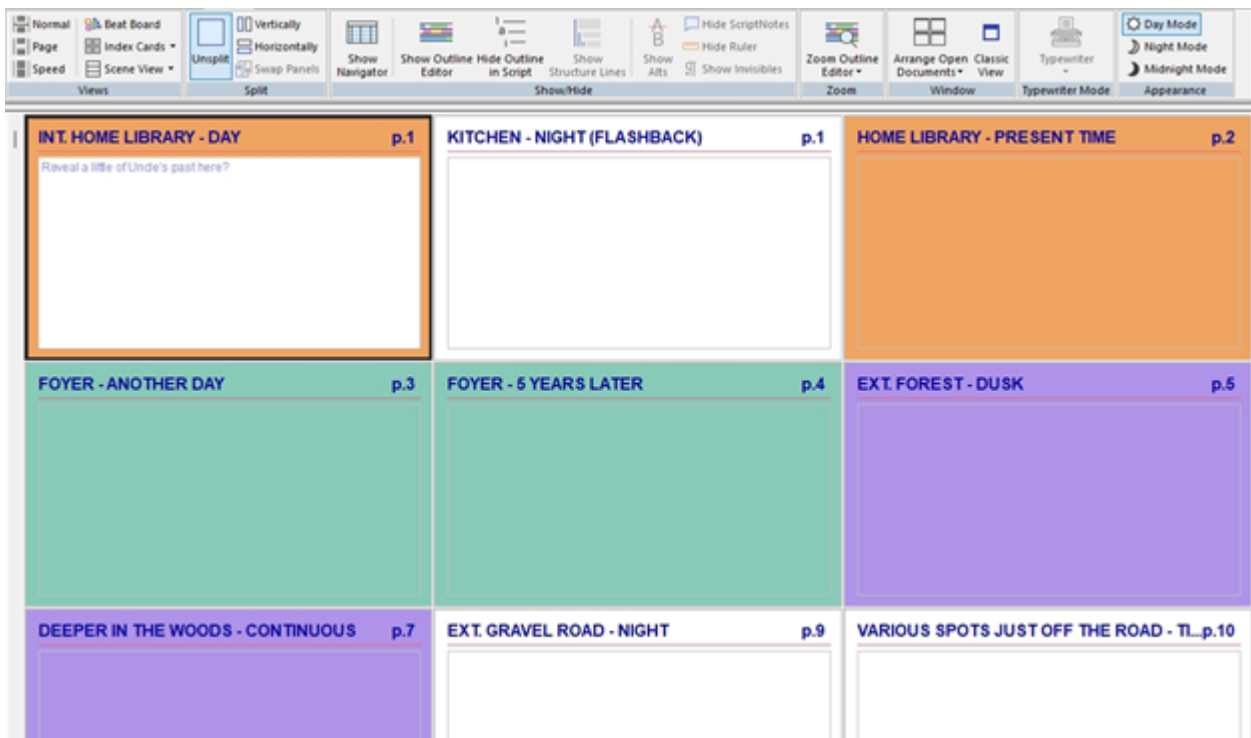 Normal Beat Board Vertically Hide ScriptNotes Day Mode
Page Index Cards Horizontally Hide Ruler Night Mode
Speed Scene View Unsplit Swap Panels Show Invisibles Midnight Mode
Show Navigator
Show Outline Editor
Hide Outline in Script
Show Structure Lines
Show Alts
A
B
Zoom Outline Editor
Arrange Open Documents
Classic View
Typewriter
Views Split Show/Hide Zoom Window Typewriter Mode Appearance
INT. HOME LIBRARY - DAY p.1
Reveal a little of Uncle's past here?
KITCHEN - NIGHT (FLASHBACK) p.1
HOME LIBRARY - PRESENT TIME p.2
FOYER - ANOTHER DAY p.3
FOYER - 5 YEARS LATER p.4
EXT. FOREST - DUSK p.5
DEEPER IN THE WOODS - CONTINUOUS p.7
EXT. GRAVEL ROAD - NIGHT p.9
VARIOUS SPOTS JUST OFF THE ROAD - TI...p.10